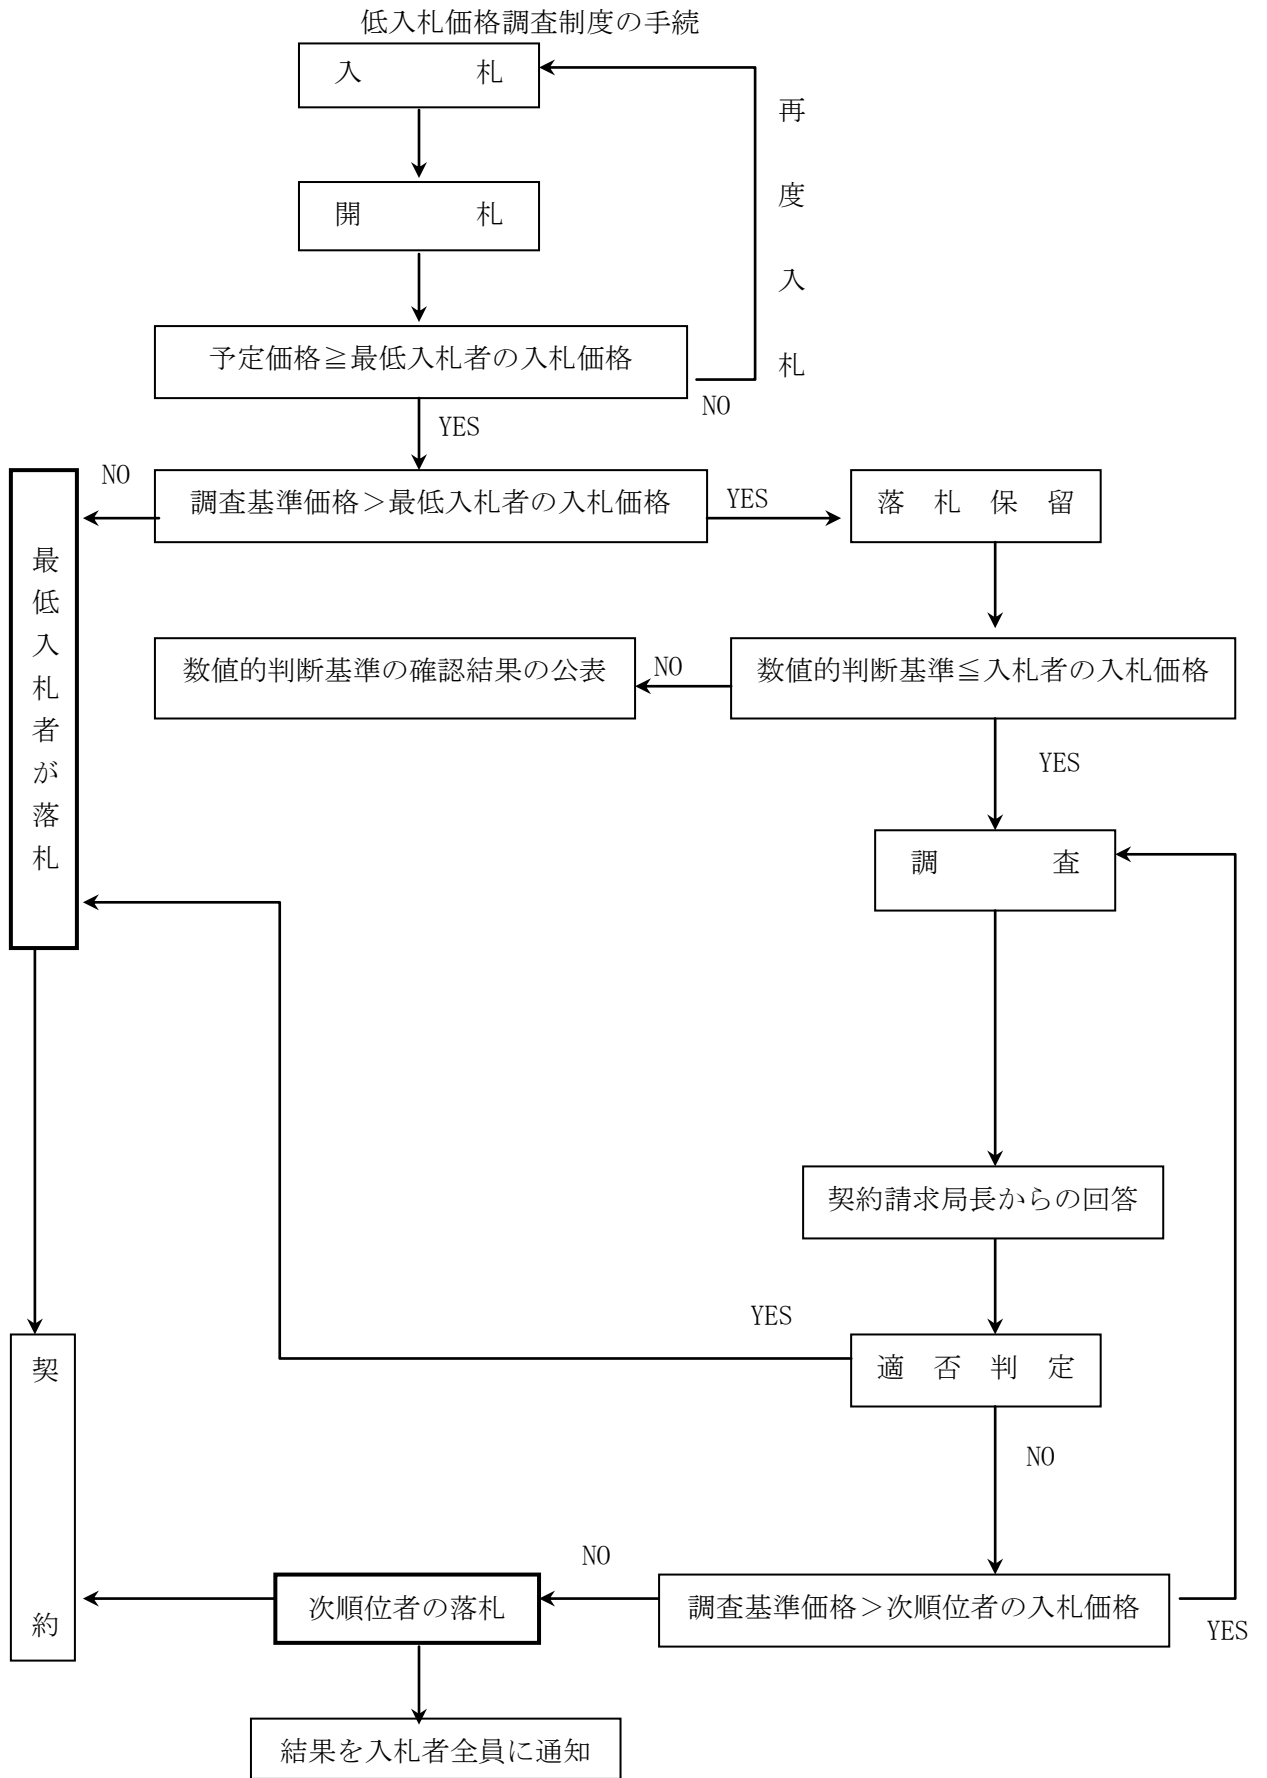 低入札価格調査制度の手続
入札
再度入札
開札
予定価格≧最低入札者の入札価格
NO
YES
NO
調査基準価格＞最低入札者の入札価格
YES
落札保留
最低入札者が落札
数値的判断基準の確認結果の公表
NO
数値的判断基準≦入札者の入札価格
YES
調査
契約請求局長からの回答
YES
適否判定
契約
NO
NO
次順位者の落札
調査基準価格＞次順位者の入札価格
YES
結果を入札者全員に通知